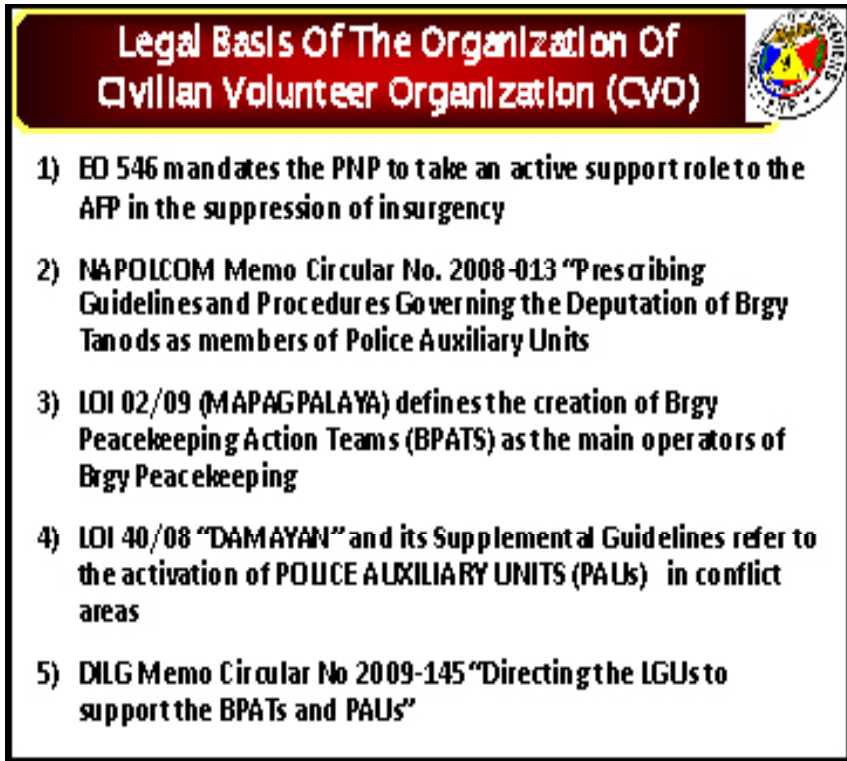 Legal Basis Of The Organization Of
Civilian Volunteer Organization (CVO)
1) EO 546 mandates the PNP to take an active support role to the
AFP in the suppression of insurgency
2) NAPOLCOM Memo Circular No. 2008-013 “Prescribing
Guidelines and Procedures Governing the Deputation of Brgy
Tanods as members of Police Auxiliary Units
3) LOI 02/09 (MAPAGPALAYA) defines the creation of Brgy
Peacekeeping Action Teams (BPATS) as the main operators of
Brgy Peacekeeping
4) LOI 40/08 “DAMAYAN” and its Supplemental Guidelines refer to
the activation of POLICE AUXILIARY UNITS (PAUs) in conflict
areas
5) DILG Memo Circular No 2009-145 “Directing the LGUs to
support the BPATs and PAUs”